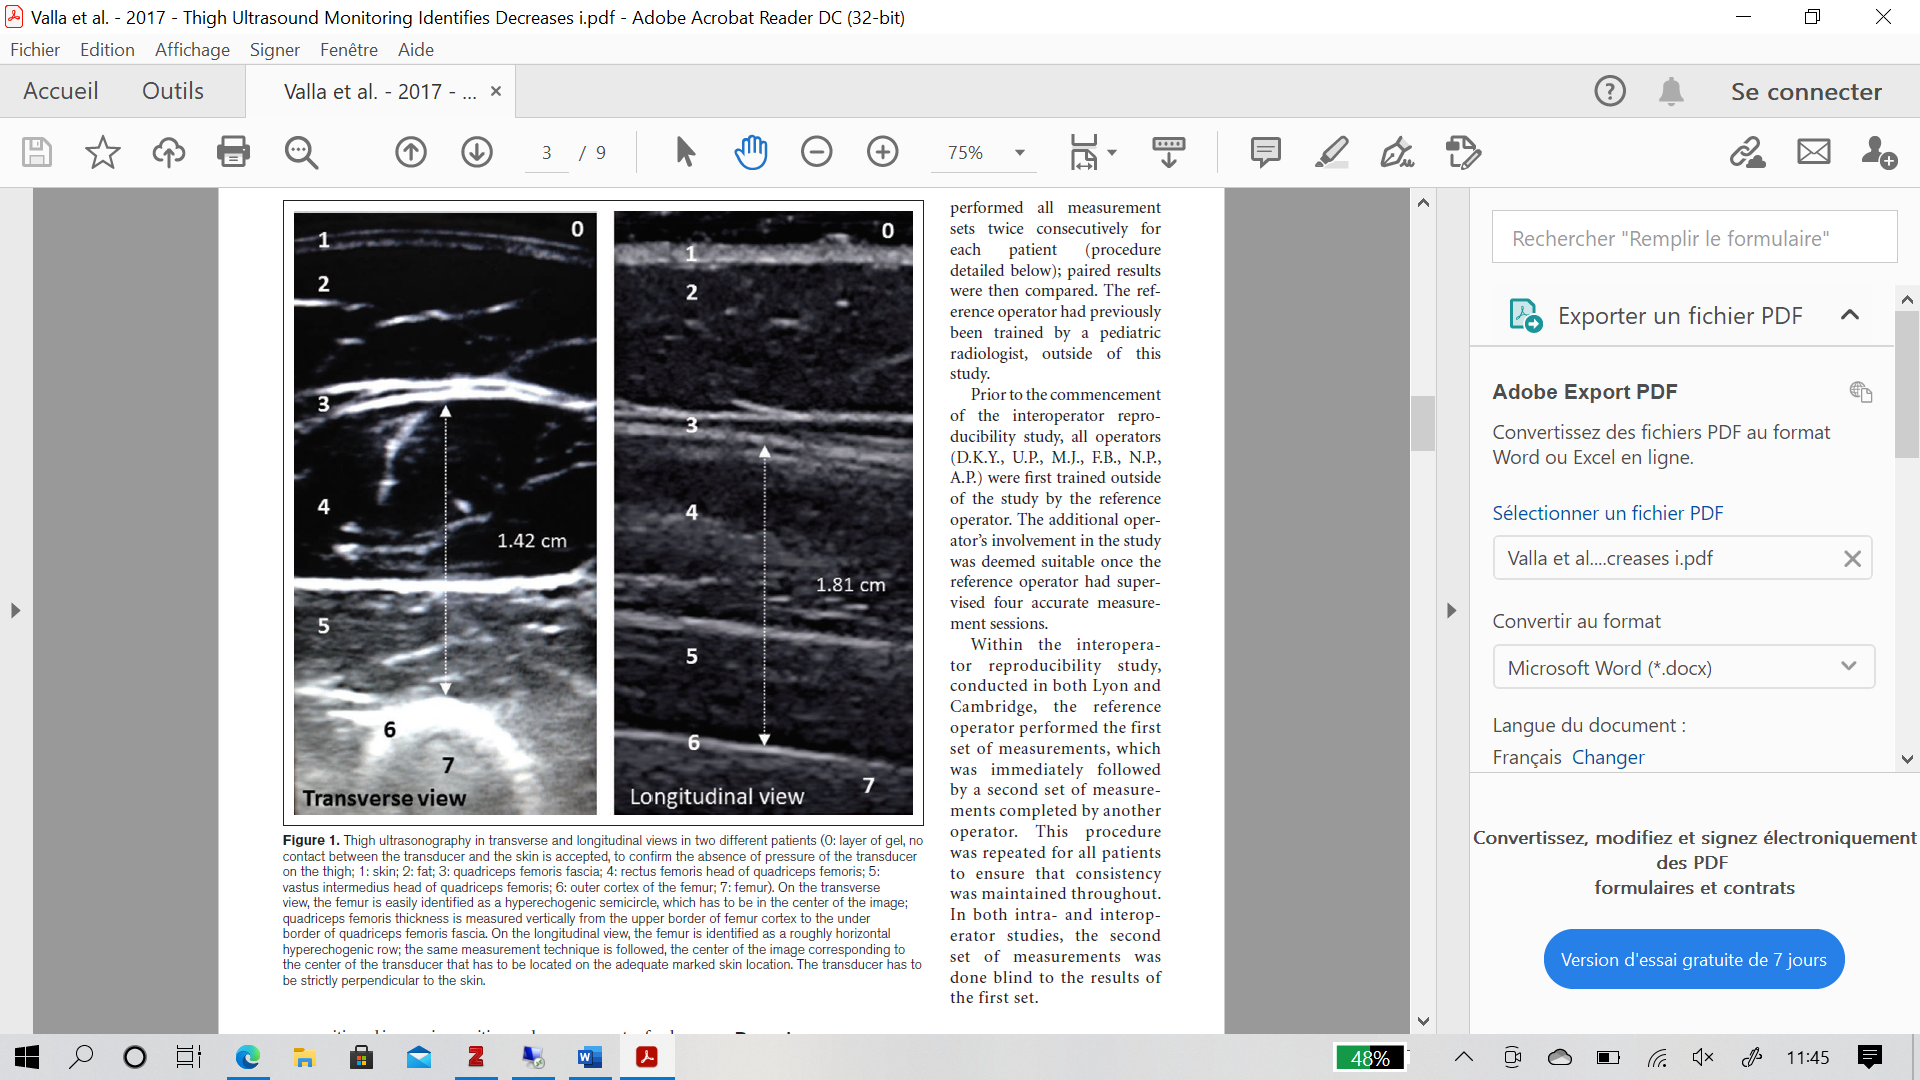 Valla et al. - 2017 - Thigh Ultrasound Monitoring Identifies Decreases i.pdf - Adobe Acrobat Reader DC (32-bit)
Fichier Edition Affichage Signer Fenêtre Aide
Accueil Outils Valla et al. - 2017 - ... Se connecter
3 / 9 75%
0
1
2
3
4
1.42 cm
5
6
7
Transverse view
0
1
2
3
4
1.81 cm
5
6
7
Longitudinal view
Figure 1. Thigh ultrasonography in transverse and longitudinal views in two different patients (0: layer of gel, no
contact between the transducer and the skin is accepted, to confirm the absence of pressure of the transducer
on the thigh; 1: skin; 2: fat; 3: quadriceps femoris fascia; 4: rectus femoris head of quadriceps femoris; 5:
vastus intermedius head of quadriceps femoris; 6: outer cortex of the femur; 7: femur). On the transverse
view, the femur is easily identified as a hyperechogenic semicircle, which has to be in the center of the image;
quadriceps femoris thickness is measured vertically from the upper border of femur cortex to the under
border of quadriceps femoris fascia. On the longitudinal view, the femur is identified as a roughly horizontal
hyperechogenic row; the same measurement technique is followed, the center of the image corresponding to
the center of the transducer that has to be located on the adequate marked skin location. The transducer has to
be strictly perpendicular to the skin.
performed all measurement
sets twice consecutively for
each patient (procedure
detailed below); paired results
were then compared. The ref-
erence operator had previously
been trained by a pediatric
radiologist, outside of this
study.
Prior to the commencement
of the interoperator repro-
ducibility study, all operators
(D.K.Y., U.P., M.J., F.B., N.P.,
A.P.) were first trained outside
of the study by the reference
operator. The additional oper-
ator's involvement in the study
was deemed suitable once the
reference operator had super-
vised four accurate measure-
ment sessions.
Within the interopera-
tor reproducibility study,
conducted in both Lyon and
Cambridge, the reference
operator performed the first
set of measurements, which
was immediately followed
by a second set of measure-
ments completed by another
operator. This procedure
was repeated for all patients
to ensure that consistency
was maintained throughout.
In both intra- and interop-
erator studies, the second
set of measurements was
done blind to the results of
the first set.
Rechercher "Remplir le formulaire"
Exporter un fichier PDF
Adobe Export PDF
Convertissez des fichiers PDF au format
Word ou Excel en ligne.
Sélectionner un fichier PDF
Valla et al....creases i.pdf
Convertir au format
Microsoft Word (*.docx)
Langue du document :
Français Changer
Convertissez, modifiez et signez électroniquement
des PDF
formulaires et contrats
Version d'essai gratuite de 7 jours
48%
11:45